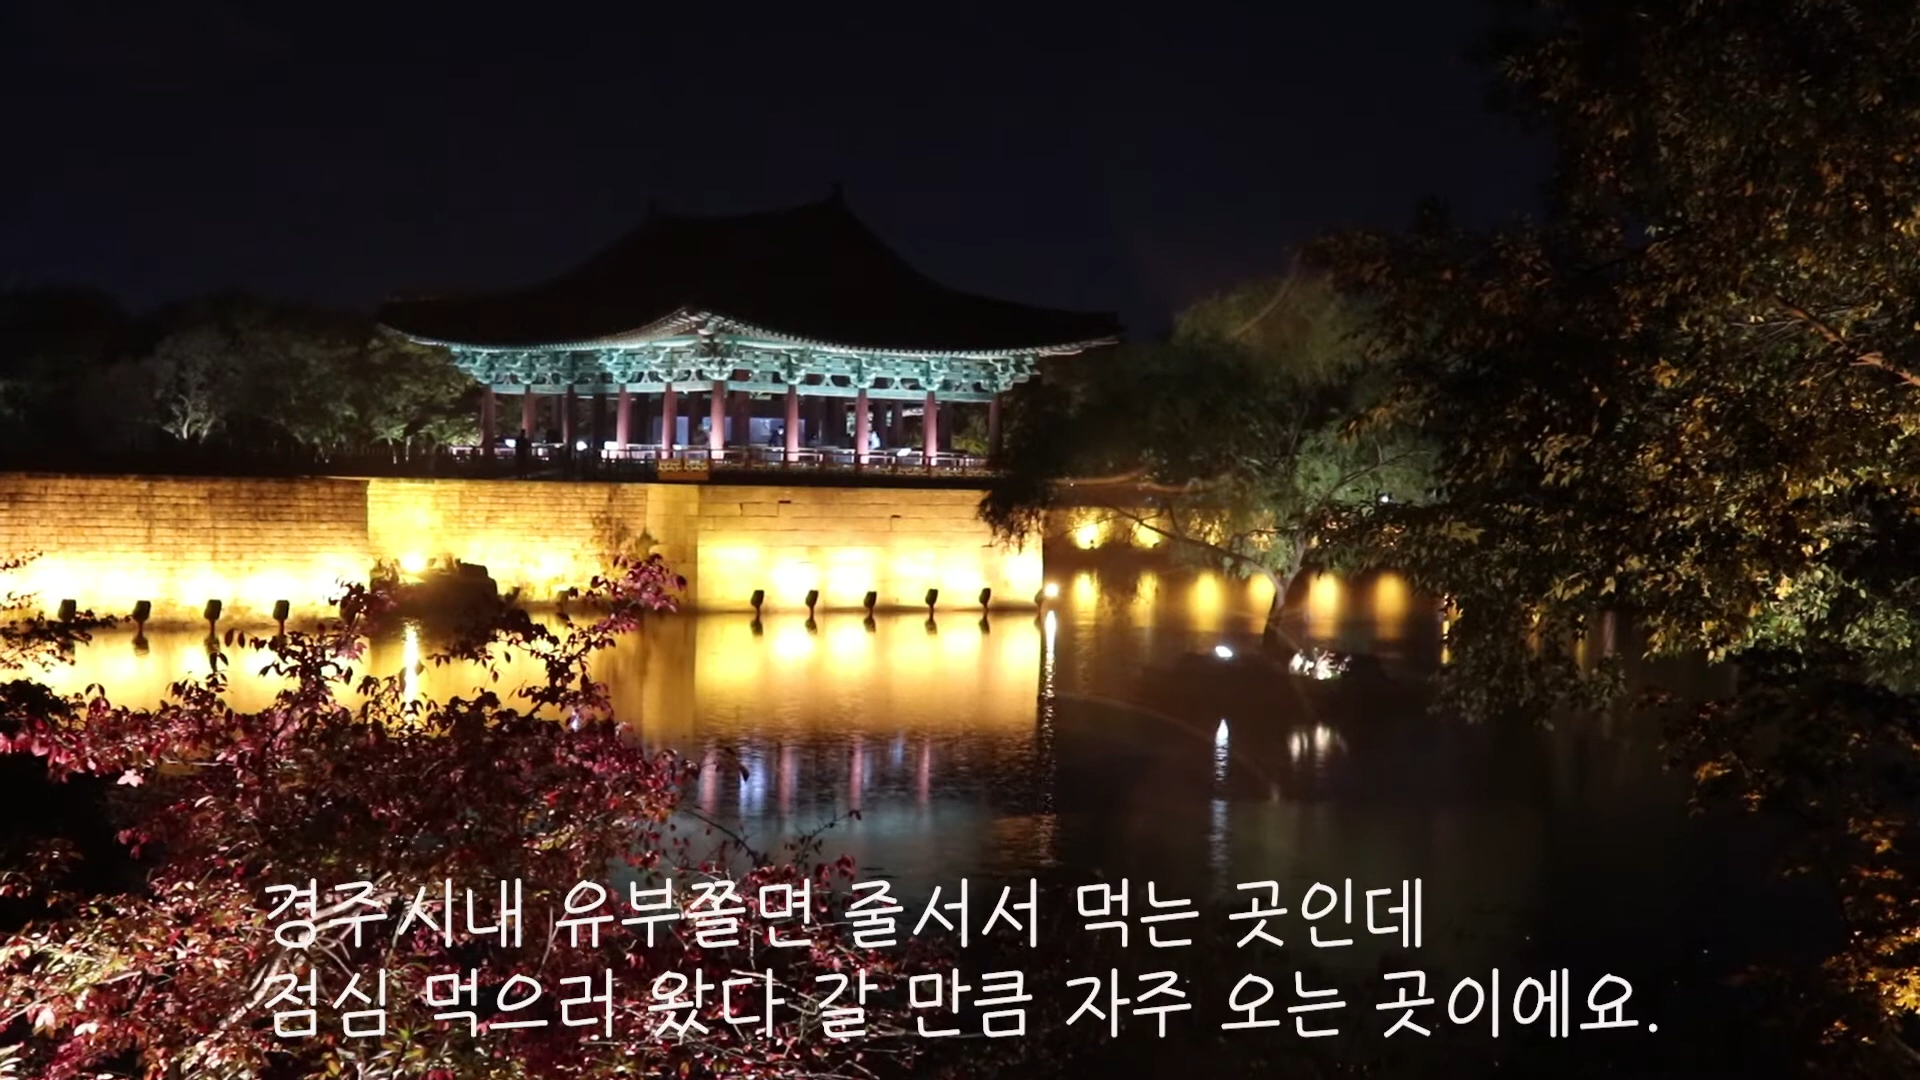 경주시내 유부쫄면 줄서서 먹는 곳인데
점심 먹으러 왔다 갈 만큼 자주 오는 곳이에요.